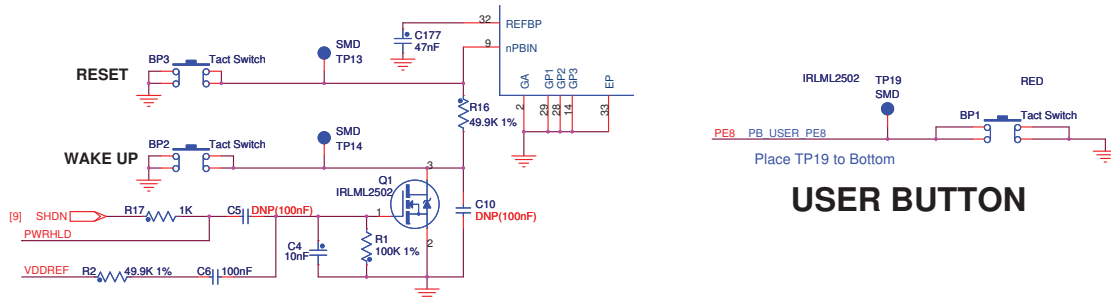 32
REFBP
C177
47nF
9
nPBIN
SMD
TP13
BP3
Tact Switch
RESET
GA
GP1
GP2
GP3
EP
2
29
28
14
33
R16
49.9K 1%
SMD
TP14
BP2
Tact Switch
WAKE UP
3
Q1
IRLML2502
1
2
C10
DNP(100nF)
[9]
SHDN
R17
1K
C5
DNP(100nF)
PWRHLD
C4
10nF
R1
100K 1%
VDDREF
R2
49.9K 1%
C6
100nF
IRLML2502
TP19
SMD
RED
BP1
Tact Switch
PE8
PB_USER_PE8
Place TP19 to Bottom
USER BUTTON